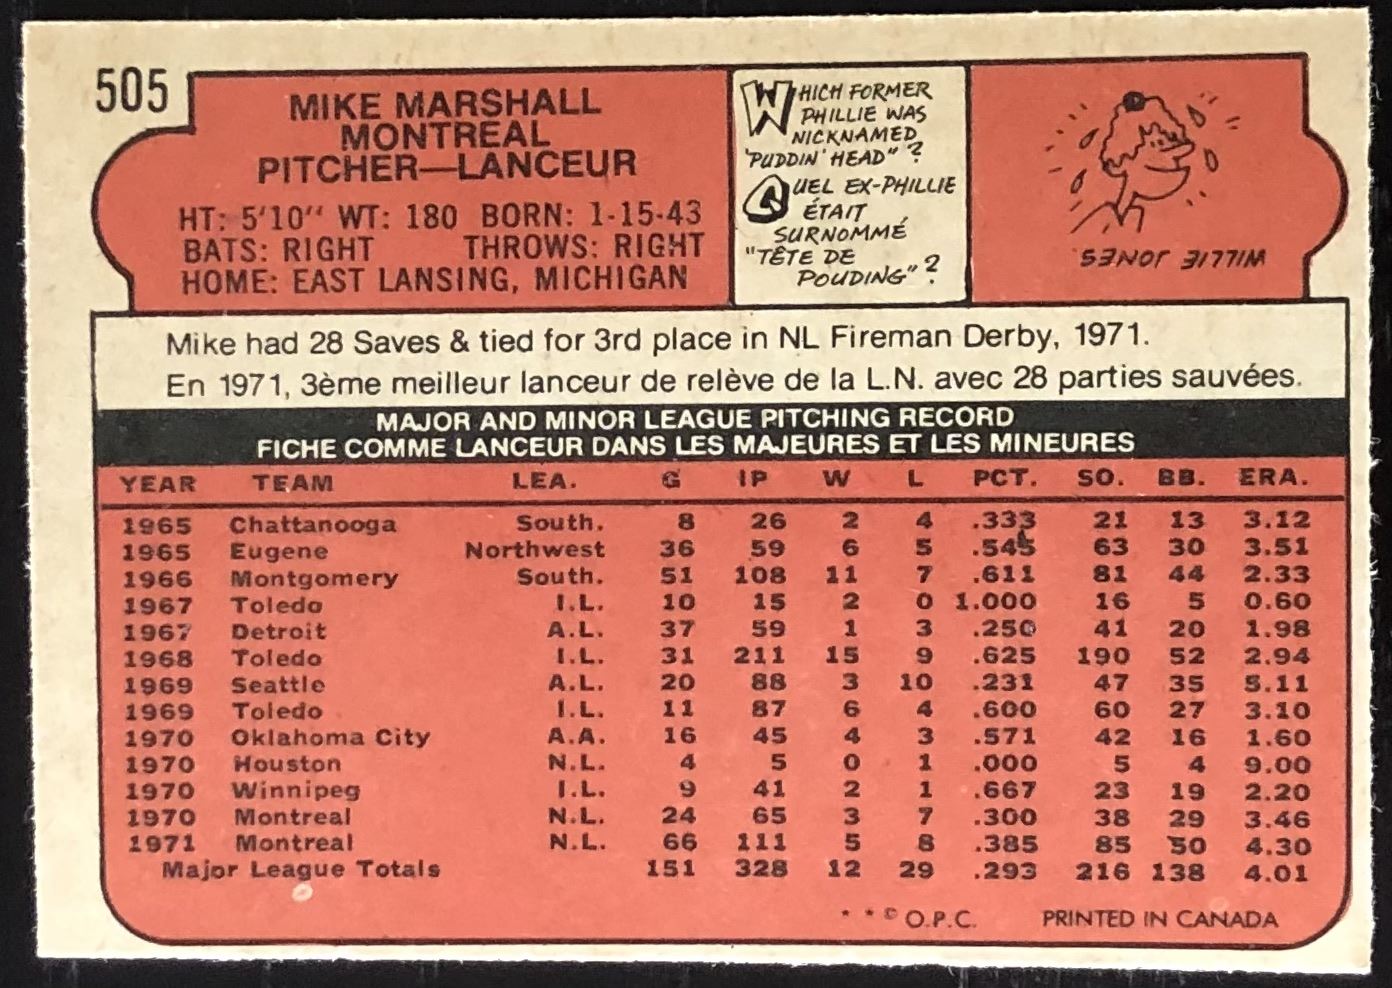 505
MIKE MARSHALL
MONTREAL
PITCHER—LANCEUR
HT: 5'10" WT: 180 BORN: 1-15-43
BATS: RIGHT THROWS: RIGHT
HOME: EAST LANSING, MICHIGAN
WHICH FORMER
PHILLIE WAS
NICKNAMED
'PUDDIN' HEAD"?
QUEL EX-PHILLIE
ÉTAIT
SURNOMMÉ
"TÊTE DE
POUDING"?
WILLIE JONES.
Mike had 28 Saves & tied for 3rd place in NL Fireman Derby, 1971.
En 1971, 3ème meilleur lanceur de relève de la L.N. avec 28 parties sauvées.
MAJOR AND MINOR LEAGUE PITCHING RECORD
FICHE COMME LANCEUR DANS LES MAJEURES ET LES MINEURES
YEAR TEAM LEA. G IP W L PCT. SO. BB. ERA.
1965 Chattanooga South. 8 26 2 4 .333 21 13 3.12
1965 Eugene Northwest 36 59 6 5 .545 63 30 3.51
1966 Montgomery South. 51 108 11 7 .611 81 44 2.33
1967 Toledo I.L. 10 15 2 0 1.000 16 5 0.60
1967 Detroit A.L. 37 59 1 3 .250 41 20 1.98
1968 Toledo I.L. 31 211 15 9 .625 190 52 2.94
1969 Seattle A.L. 20 88 3 10 .231 47 35 5.11
1969 Toledo I.L. 11 87 6 4 .600 60 27 3.10
1970 Oklahoma City A.A. 16 45 4 3 .571 42 16 1.60
1970 Houston N.L. 4 5 0 1 .000 5 4 9.00
1970 Winnipeg I.L. 9 41 2 1 .667 23 19 2.20
1970 Montreal N.L. 24 65 3 7 .300 38 29 3.46
1971 Montreal N.L. 66 111 5 8 .385 85 50 4.30
Major League Totals 151 328 12 29 .293 216 138 4.01
* * © O.P.C. PRINTED IN CANADA